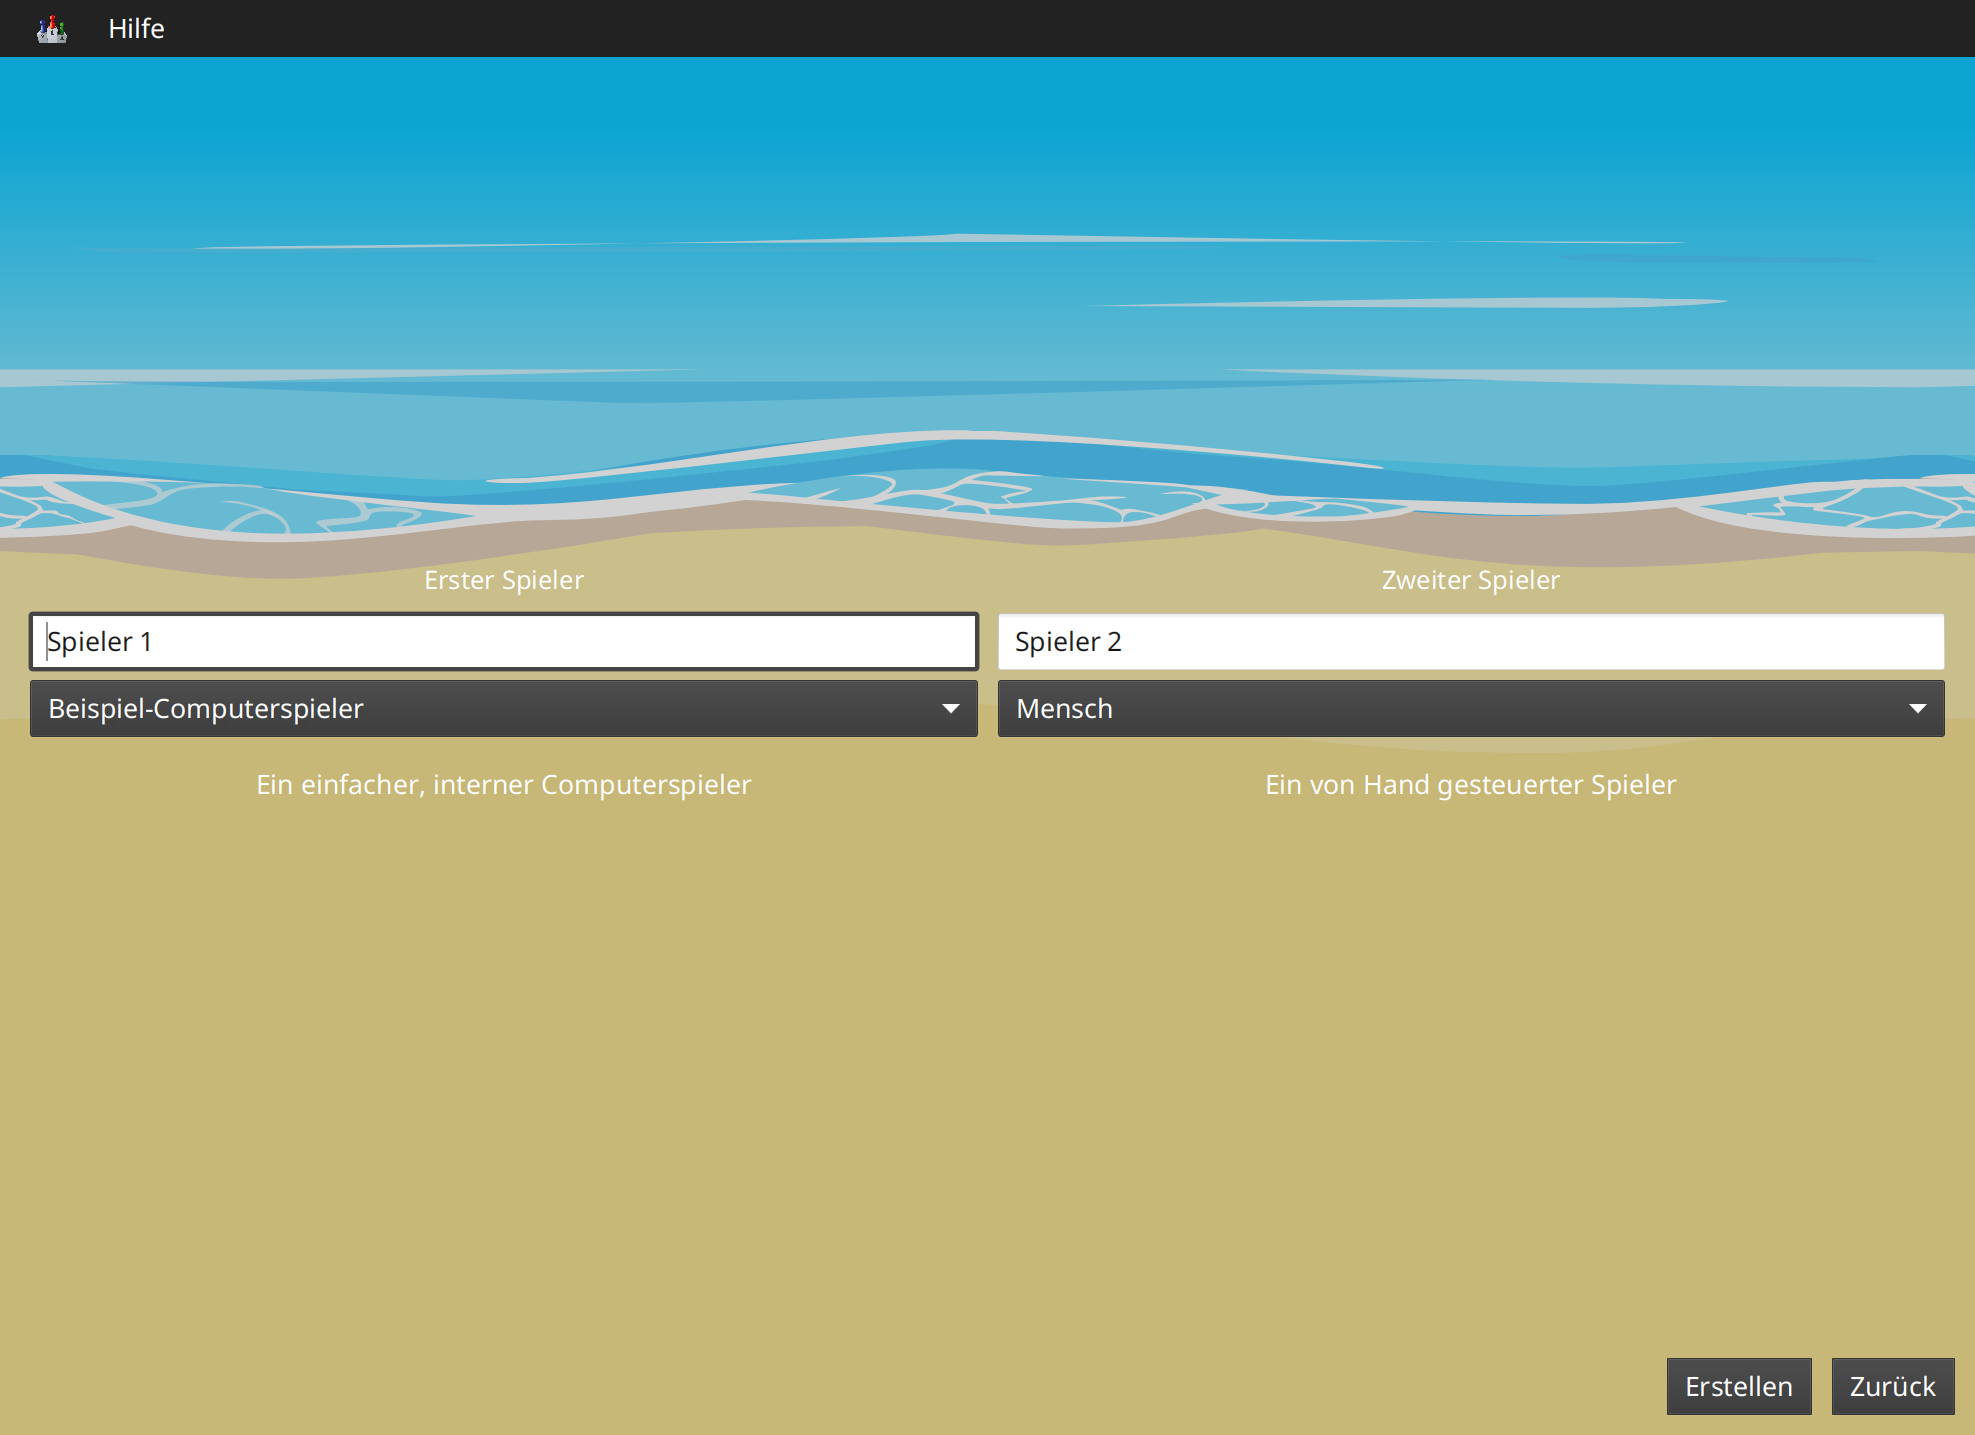 Hilfe
Erster Spieler
Zweiter Spieler
Spieler 1
Spieler 2
Beispiel-Computerspieler
Mensch
Ein einfacher, interner Computerspieler
Ein von Hand gesteuerter Spieler
Erstellen
Zurück